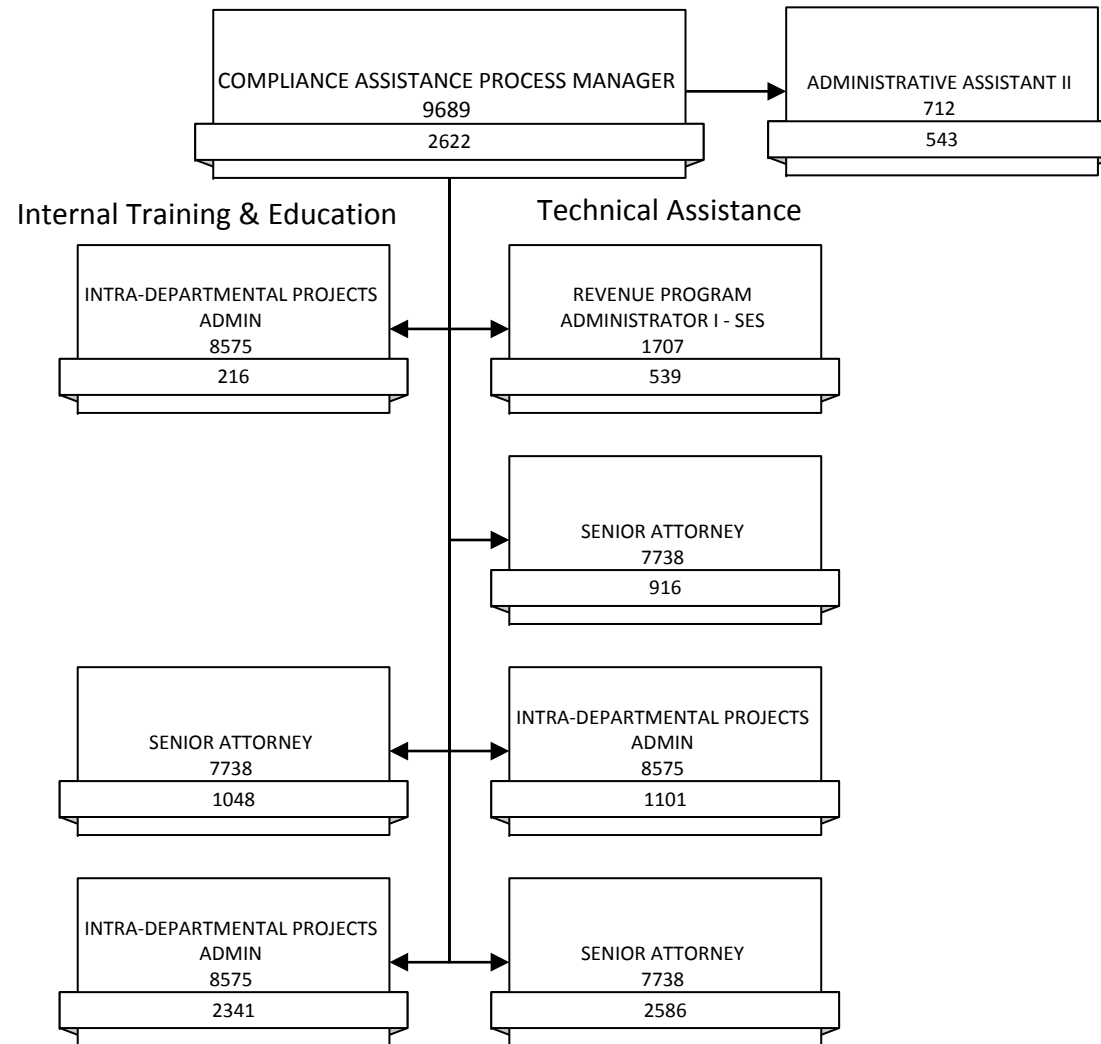 COMPLIANCE ASSISTANCE PROCESS MANAGER
9689
2622
ADMINISTRATIVE ASSISTANT II
712
543
Internal Training & Education
Technical Assistance
INTRA-DEPARTMENTAL PROJECTS
ADMIN
8575
216
REVENUE PROGRAM
ADMINISTRATOR I - SES
1707
539
SENIOR ATTORNEY
7738
916
SENIOR ATTORNEY
7738
1048
INTRA-DEPARTMENTAL PROJECTS
ADMIN
8575
1101
INTRA-DEPARTMENTAL PROJECTS
ADMIN
8575
2341
SENIOR ATTORNEY
7738
2586